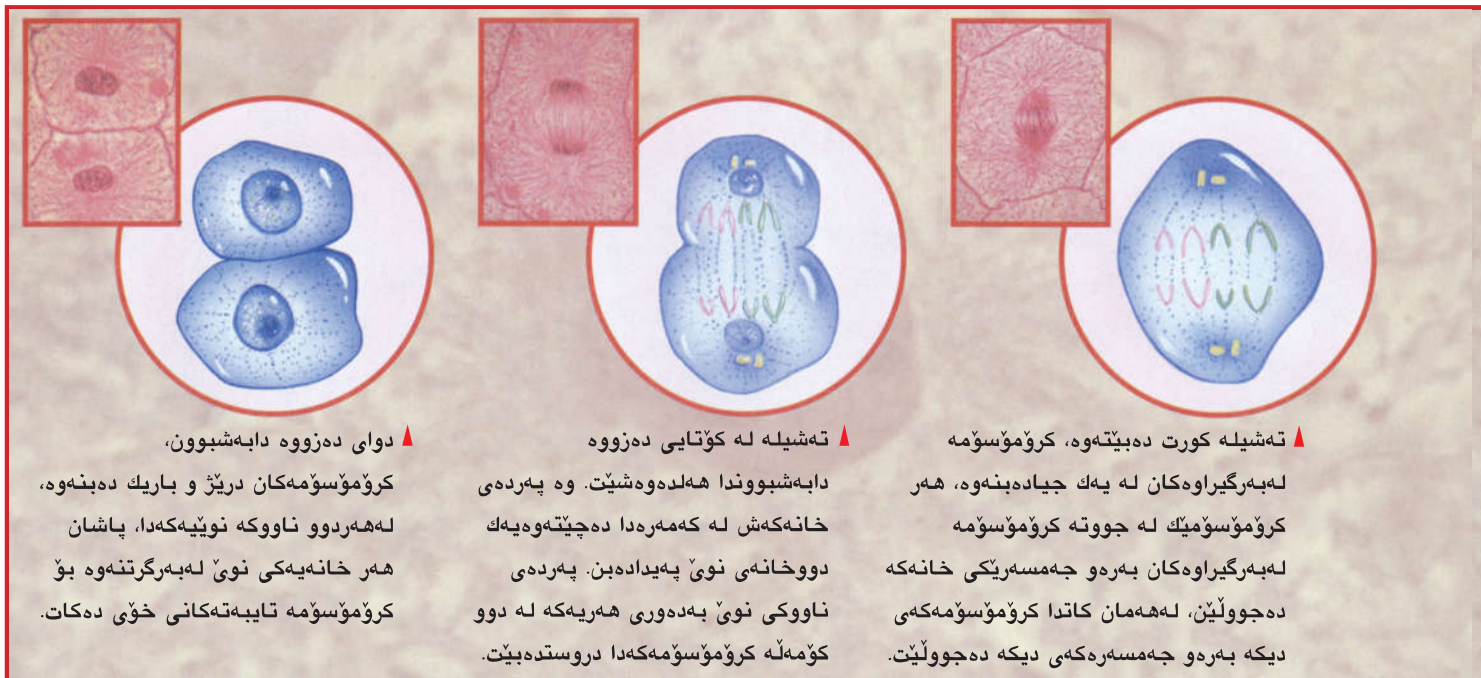 تەشیلە کورت دەبێتەوە، کرۆمۆسۆمە
لەبەرگیراوەکان لە یەك جیادەبنەوە، هەر
کرۆمۆسۆمێك لە جووتە کرۆمۆسۆمە
لەبەرگیراوەکان بەرەو جەمسەرێکی خانەکە
دەجووڵێن، لەهەمان کاتدا کرۆمۆسۆمەکەی
دیکە بەرەو جەمسەرەکەی دیکە دەجووڵێت.
تەشیلە لە کۆتایی دەزووە
دابەشبووندا هەلدەوەشێت. وە پەردەی
خانەکەش لە کەمەرەدا دەچێتەوەیەك
دووخانەی نوێ پەیدادەبن. پەردەی
ناووکی نوێ بەدەوری هەریەکە لە دوو
کۆمەڵە کرۆمۆسۆمەکەدا دروستدەبێت.
دوای دەزووە دابەشبوون،
کرۆمۆسۆمەکان درێژ و باریك دەبنەوە،
لەهەردوو ناووکە نوێیەکەدا، پاشان
هەر خانەیەکی نوێ لەبەرگرتنەوە بۆ
کرۆمۆسۆمە تایبەتەکانی خۆی دەکات.